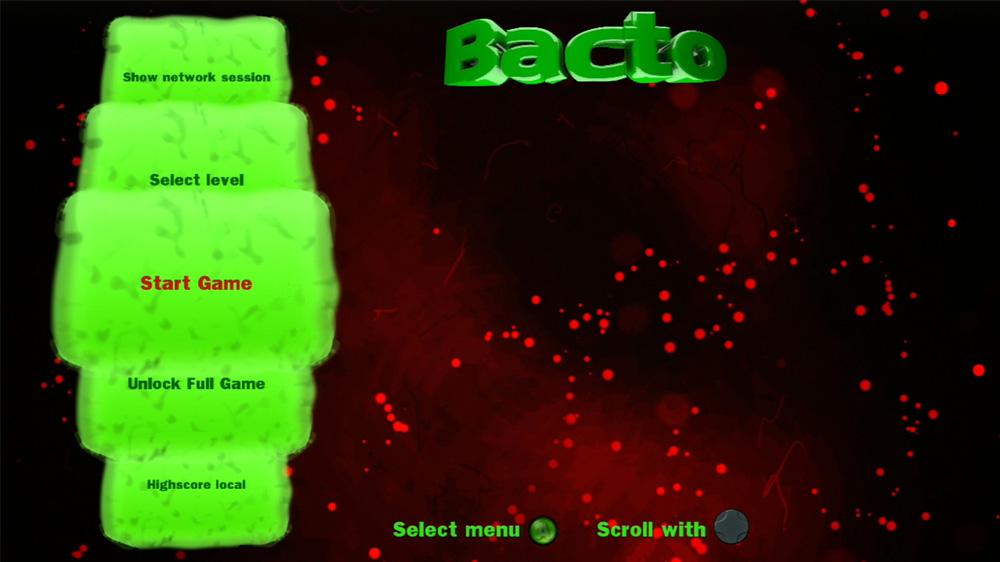 Bacto
Show network session
Select level
Start Game
Unlock Full Game
Highscore local
Select menu
Scroll with